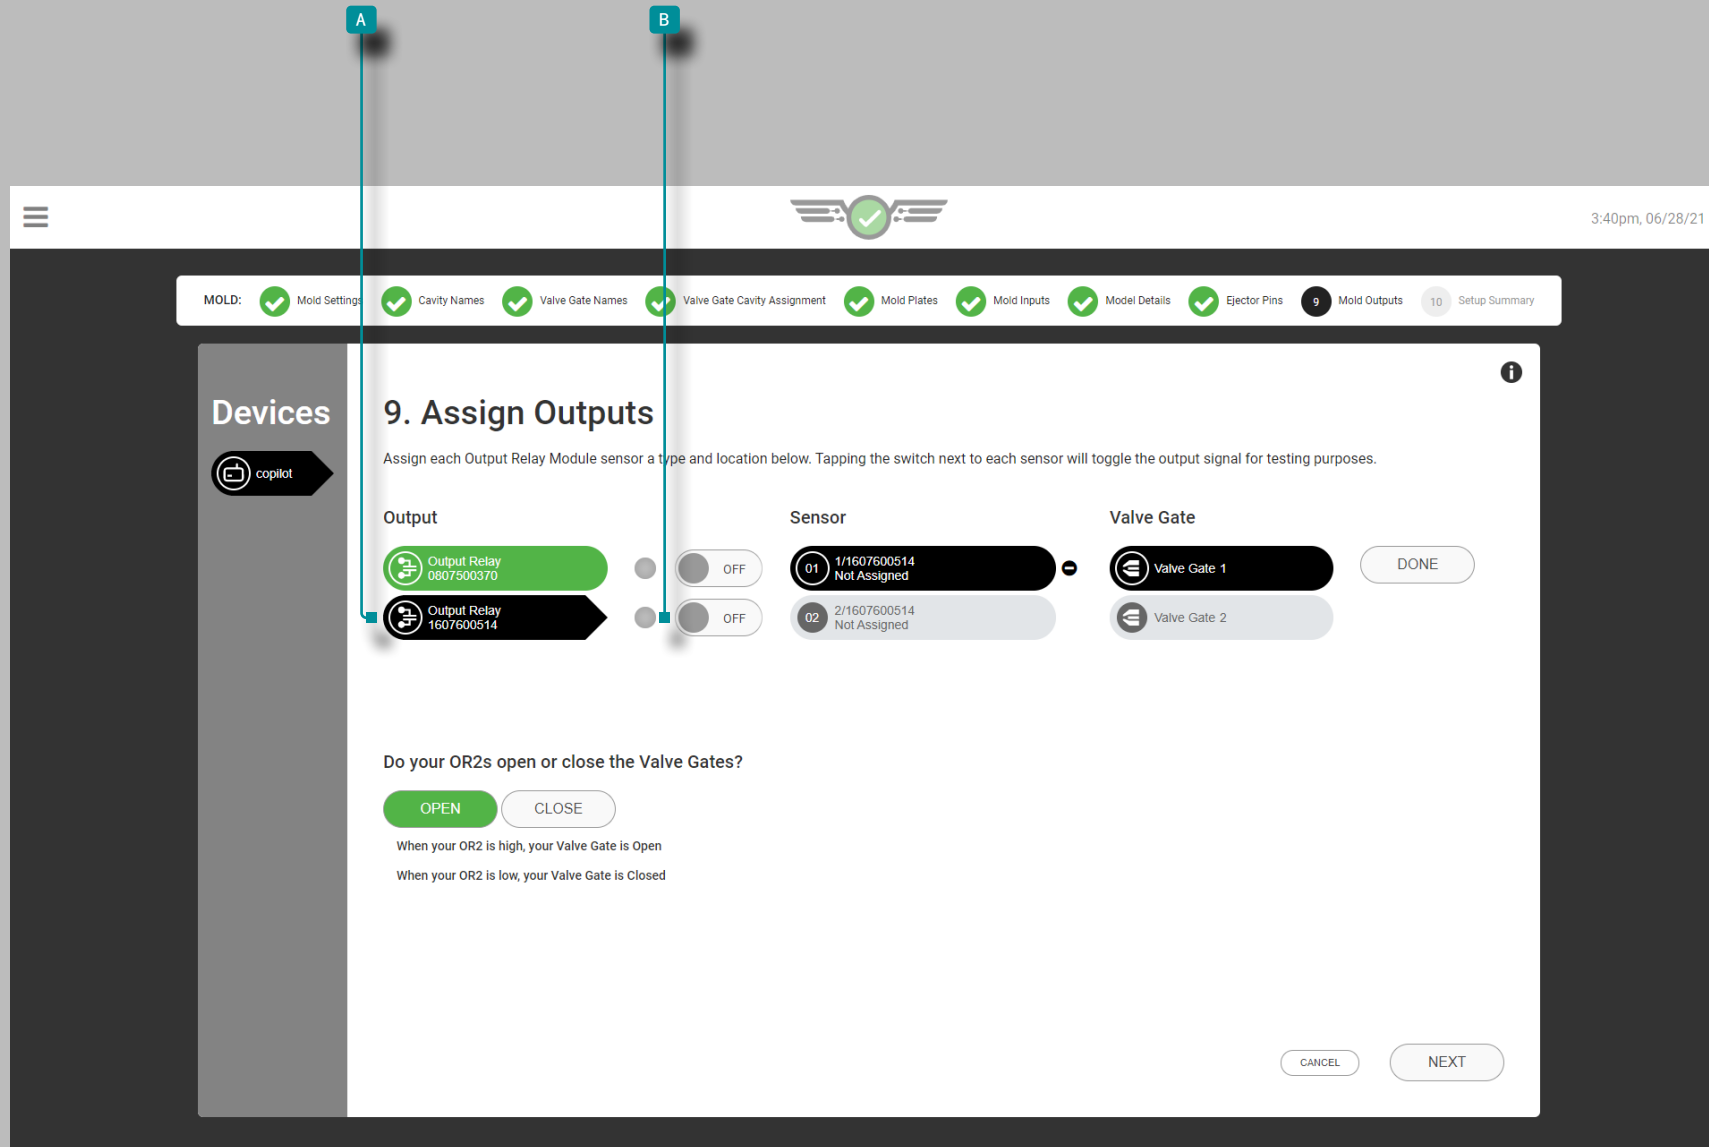 A
B
3:40pm, 06/28/21
MOLD: Mold Settings Cavity Names Valve Gate Names Valve Gate Cavity Assignment Mold Plates Mold Inputs Model Details Ejector Pins 9 Mold Outputs 10 Setup Summary
Devices
copilot
9. Assign Outputs
Assign each Output Relay Module sensor a type and location below. Tapping the switch next to each sensor will toggle the output signal for testing purposes.
Output Sensor Valve Gate
Output Relay
0807500370
OFF
01
1/1607600514
Not Assigned
Valve Gate 1
DONE
Output Relay
1607600514
OFF
02
2/1607600514
Not Assigned
Valve Gate 2
Do your OR2s open or close the Valve Gates?
OPEN CLOSE
When your OR2 is high, your Valve Gate is Open
When your OR2 is low, your Valve Gate is Closed
CANCEL NEXT